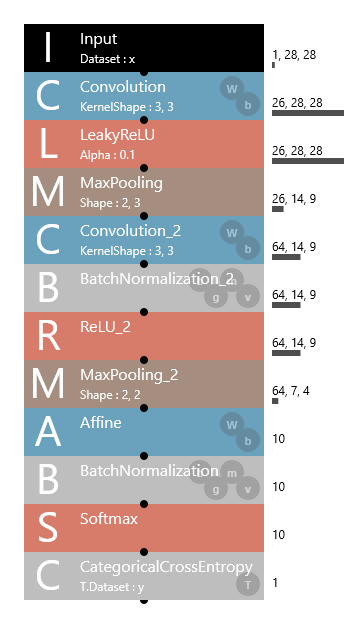 I Input 1, 28, 28
Dataset : x
C Convolution W b 26, 28, 28
KernelShape : 3, 3
L LeakyReLU 26, 28, 28
Alpha : 0.1
M MaxPooling 26, 14, 9
Shape : 2, 3
C Convolution_2 W b 64, 14, 9
KernelShape : 3, 3
B BatchNormalization_2 m g v 64, 14, 9
R ReLU_2 64, 14, 9
M MaxPooling_2 64, 7, 4
Shape : 2, 2
A Affine W b 10
B BatchNormalization m g v 10
S Softmax 10
C CategoricalCrossEntropy T 1
T.Dataset : y